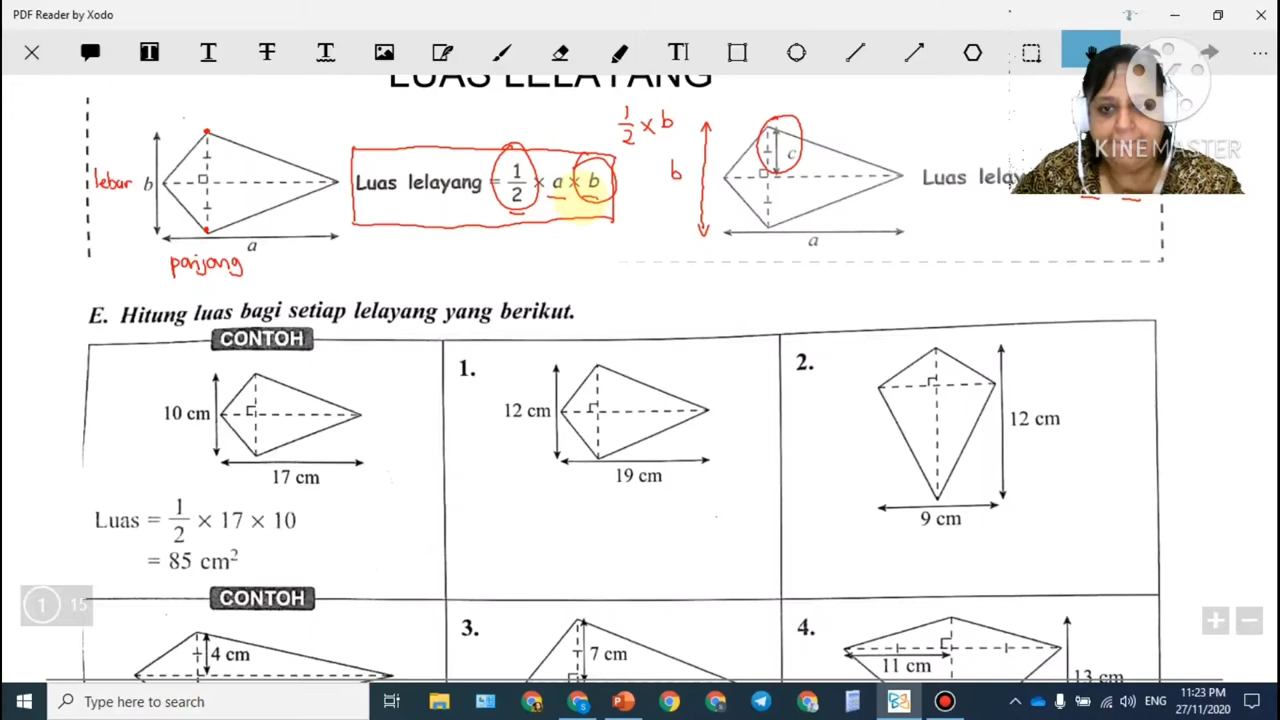 PDF Reader by Xodo
LUAS LELAYANG
lebar
b
a
panjang
Luas lelayang = 1/2 × a × b
1/2 × b
b
c
a
KINEMASTER
E. Hitung luas bagi setiap lelayang yang berikut.
CONTOH
10 cm
17 cm
Luas = 1/2 × 17 × 10
= 85 cm²
1.
12 cm
19 cm
2.
12 cm
9 cm
CONTOH
4 cm
3.
7 cm
4.
11 cm
13 cm
1 15
Type here to search
ENG
11:23 PM
27/11/2020